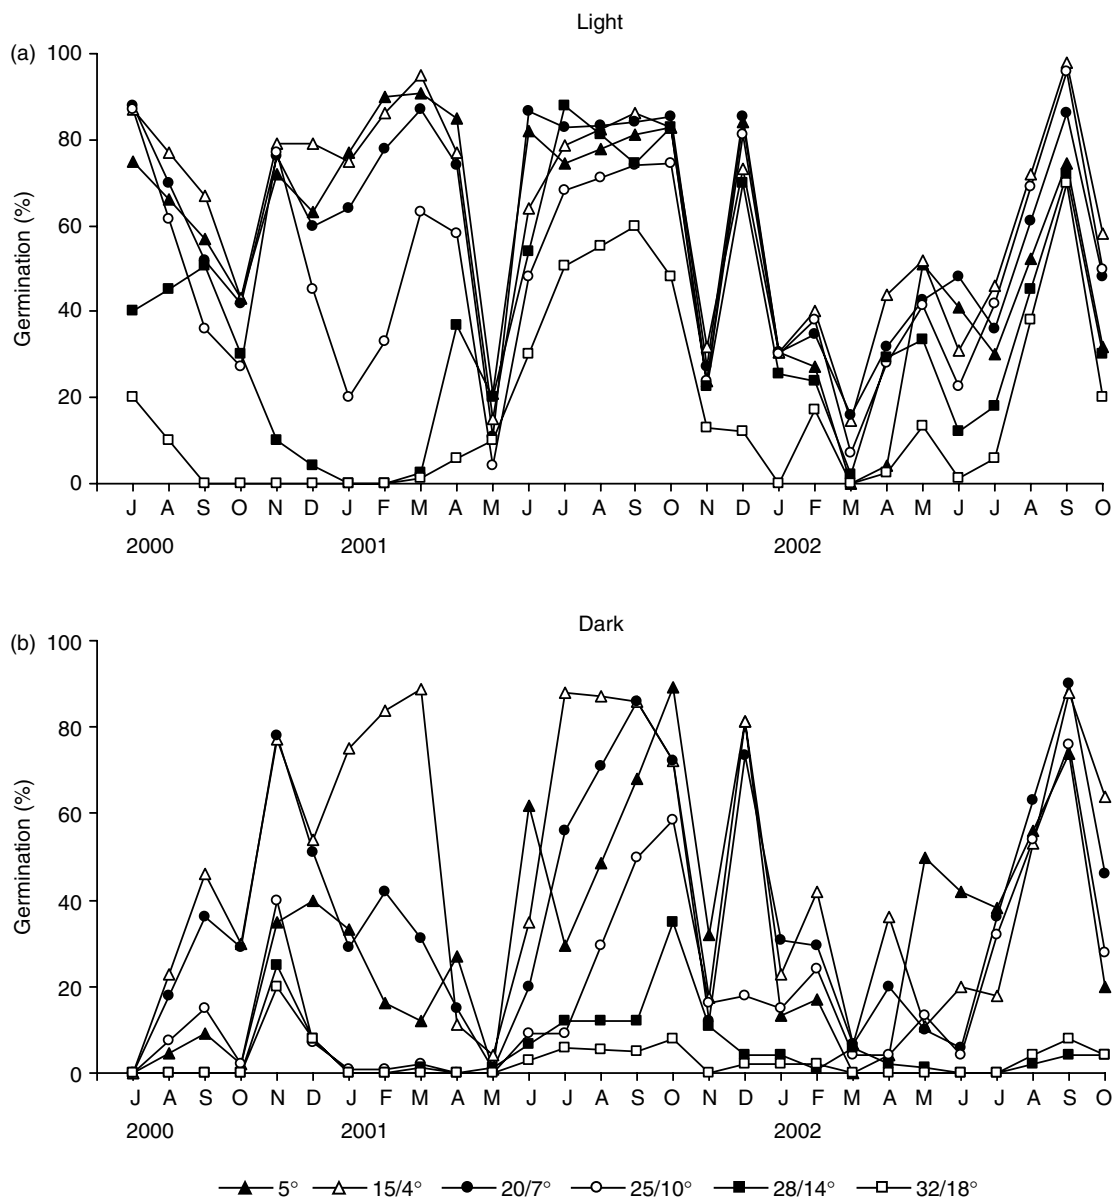 Light
(a)
100
80
60
40
20
0
Germination (%)
J A S O N D J F M A M J J A S O N D J F M A M J J A S O
2000 2001 2002
Dark
(b)
100
80
60
40
20
0
Germination (%)
J A S O N D J F M A M J J A S O N D J F M A M J J A S O
2000 2001 2002
5° 15/4° 20/7° 25/10° 28/14° 32/18°